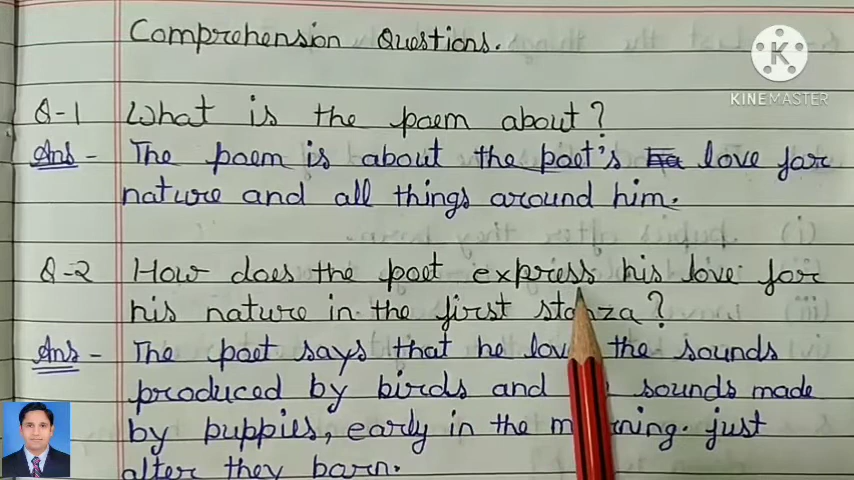 Comprehension Questions.
K
KINEMASTER
Q-1 What is the poem about?
Ans- The poem is about the poet's love for
nature and all things around him.
Q-2 How does the poet express his love for
his nature in the first stanza?
Ans- The poet says that he love the sounds
produced by birds and sounds made
by puppies, early in the morning. just
after they born.